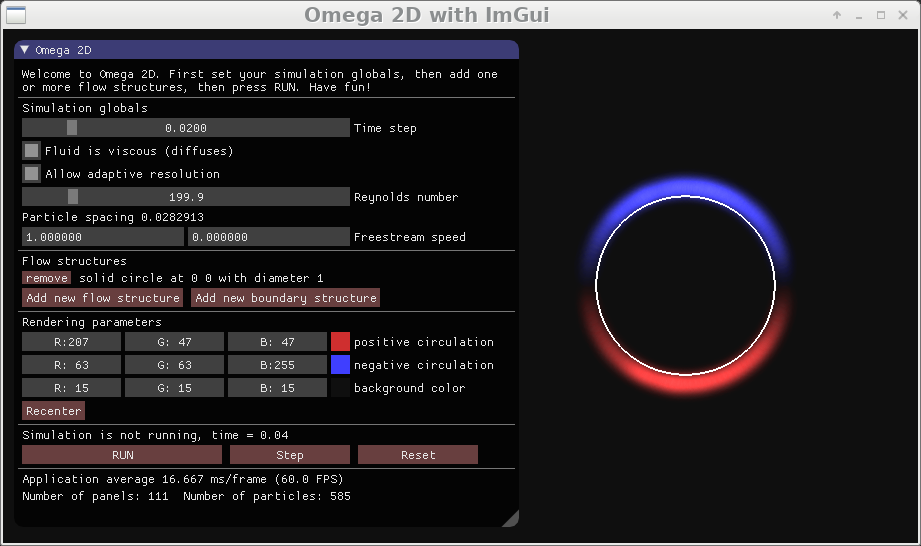 Omega 2D with ImGui
Omega 2D
Welcome to Omega 2D. First set your simulation globals, then add one
or more flow structures, then press RUN. Have fun!
Simulation globals
0.0200 Time step
Fluid is viscous (diffuses)
Allow adaptive resolution
199.9 Reynolds number
Particle spacing 0.0282913
1.000000 0.000000 Freestream speed
Flow structures
remove solid circle at 0 0 with diameter 1
Add new flow structure Add new boundary structure
Rendering parameters
R:207 G: 47 B: 47 positive circulation
R: 63 G: 63 B:255 negative circulation
R: 15 G: 15 B: 15 background color
Recenter
Simulation is not running, time = 0.04
RUN Step Reset
Application average 16.667 ms/frame (60.0 FPS)
Number of panels: 111 Number of particles: 585